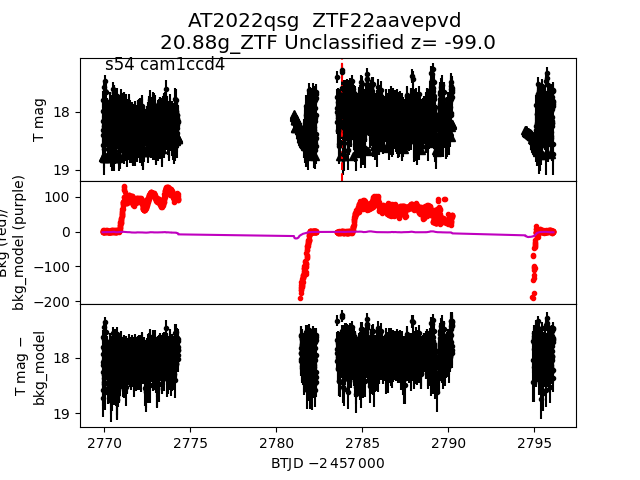 AT2022qsg ZTF22aavepvd
20.88g_ZTF Unclassified z= -99.0
s54 cam1ccd4
T mag
18
19
Bkg (red)/
bkg_model (purple)
100
0
−100
−200
T mag −
bkg_model
18
19
2770 2775 2780 2785 2790 2795
BTJD −2 457 000